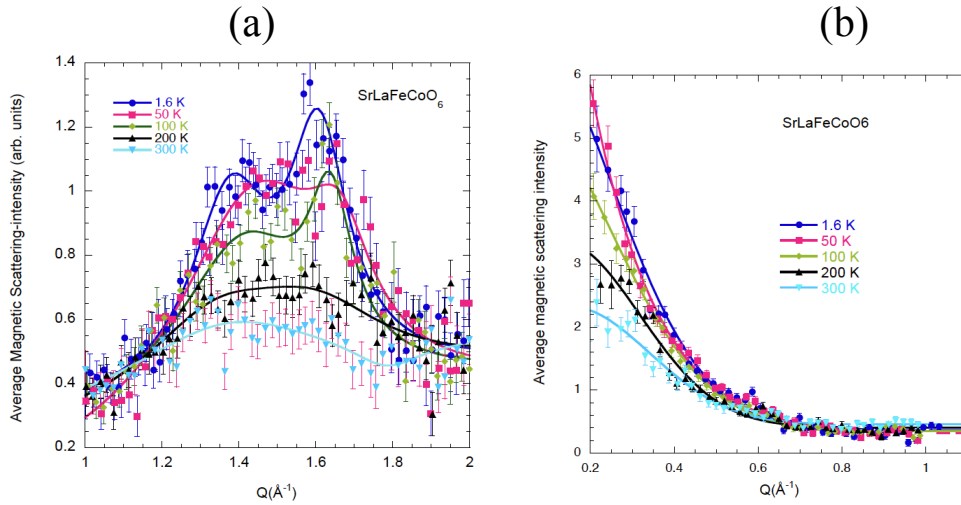 (a)
(b)
SrLaFeCoO6
1.6 K
50 K
100 K
200 K
300 K
Average Magnetic Scattering-intensity (arb. units)
1.4
1.2
1.0
0.8
0.6
0.4
0.2
1
1.2
1.4
1.6
1.8
2
Q(Å-1)
SrLaFeCoO6
1.6 K
50 K
100 K
200 K
300 K
Average magnetic scattering intensity
6
5
4
3
2
1
0
0.2
0.4
0.6
0.8
1
Q(Å-1)